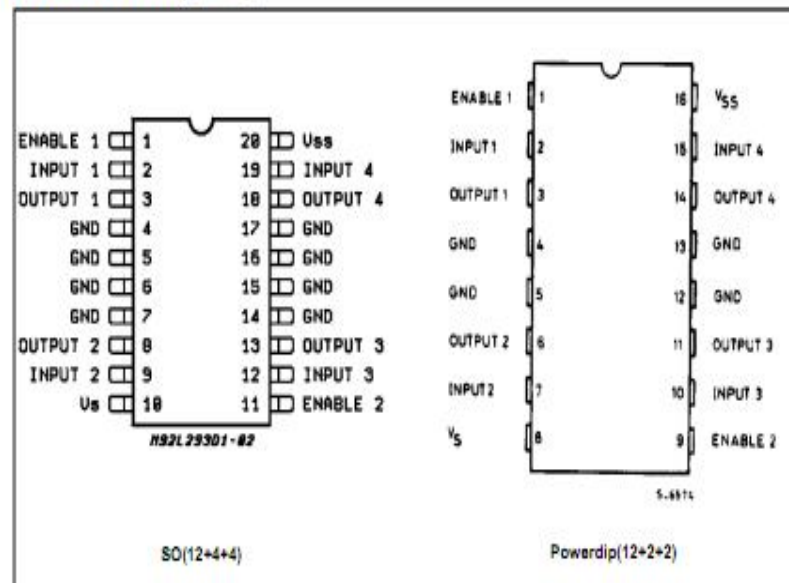 ENABLE 1 1 20 Vss
INPUT 1 2 19 INPUT 4
OUTPUT 1 3 18 OUTPUT 4
GND 4 17 GND
GND 5 16 GND
GND 6 15 GND
GND 7 14 GND
OUTPUT 2 8 13 OUTPUT 3
INPUT 2 9 12 INPUT 3
Vs 10 11 ENABLE 2
M92L293D1-02
SO(12+4+4)
ENABLE 1 1 16 VSS
INPUT1 2 15 INPUT 4
OUTPUT 1 3 14 OUTPUT 4
GND 4 13 GND
GND 5 12 GND
OUTPUT 2 6 11 OUTPUT 3
INPUT2 7 10 INPUT 3
VS 8 9 ENABLE 2
S-6574
Powerdip(12+2+2)